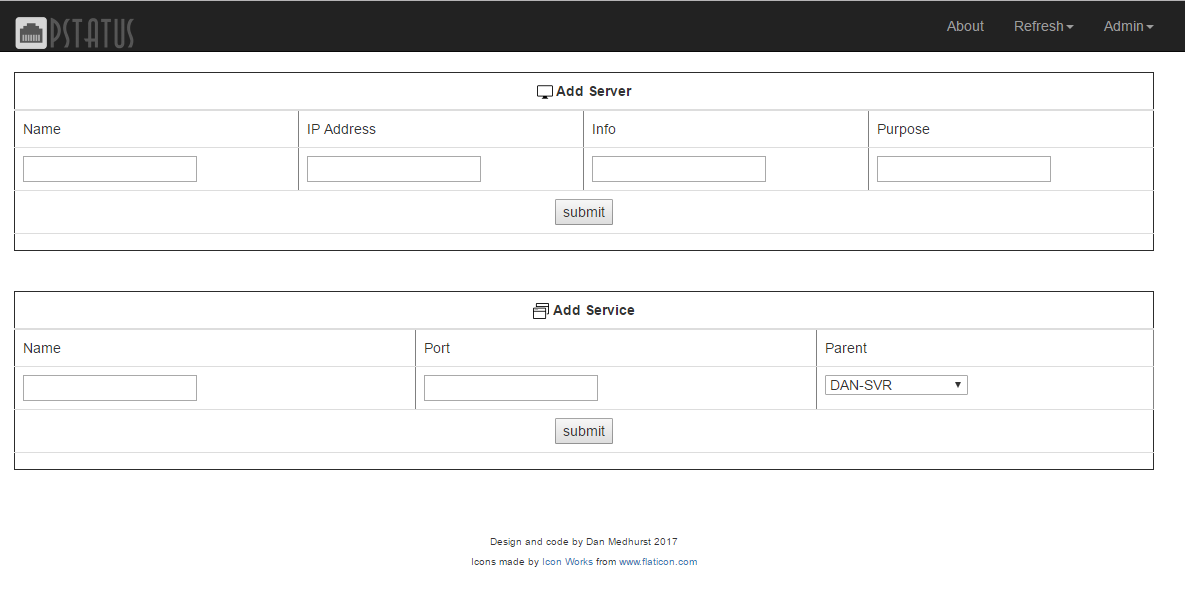 PSTATUS About Refresh Admin
Add Server
Name IP Address Info Purpose
submit
Add Service
Name Port Parent
DAN-SVR
submit
Design and code by Dan Medhurst 2017
Icons made by Icon Works from www.flaticon.com